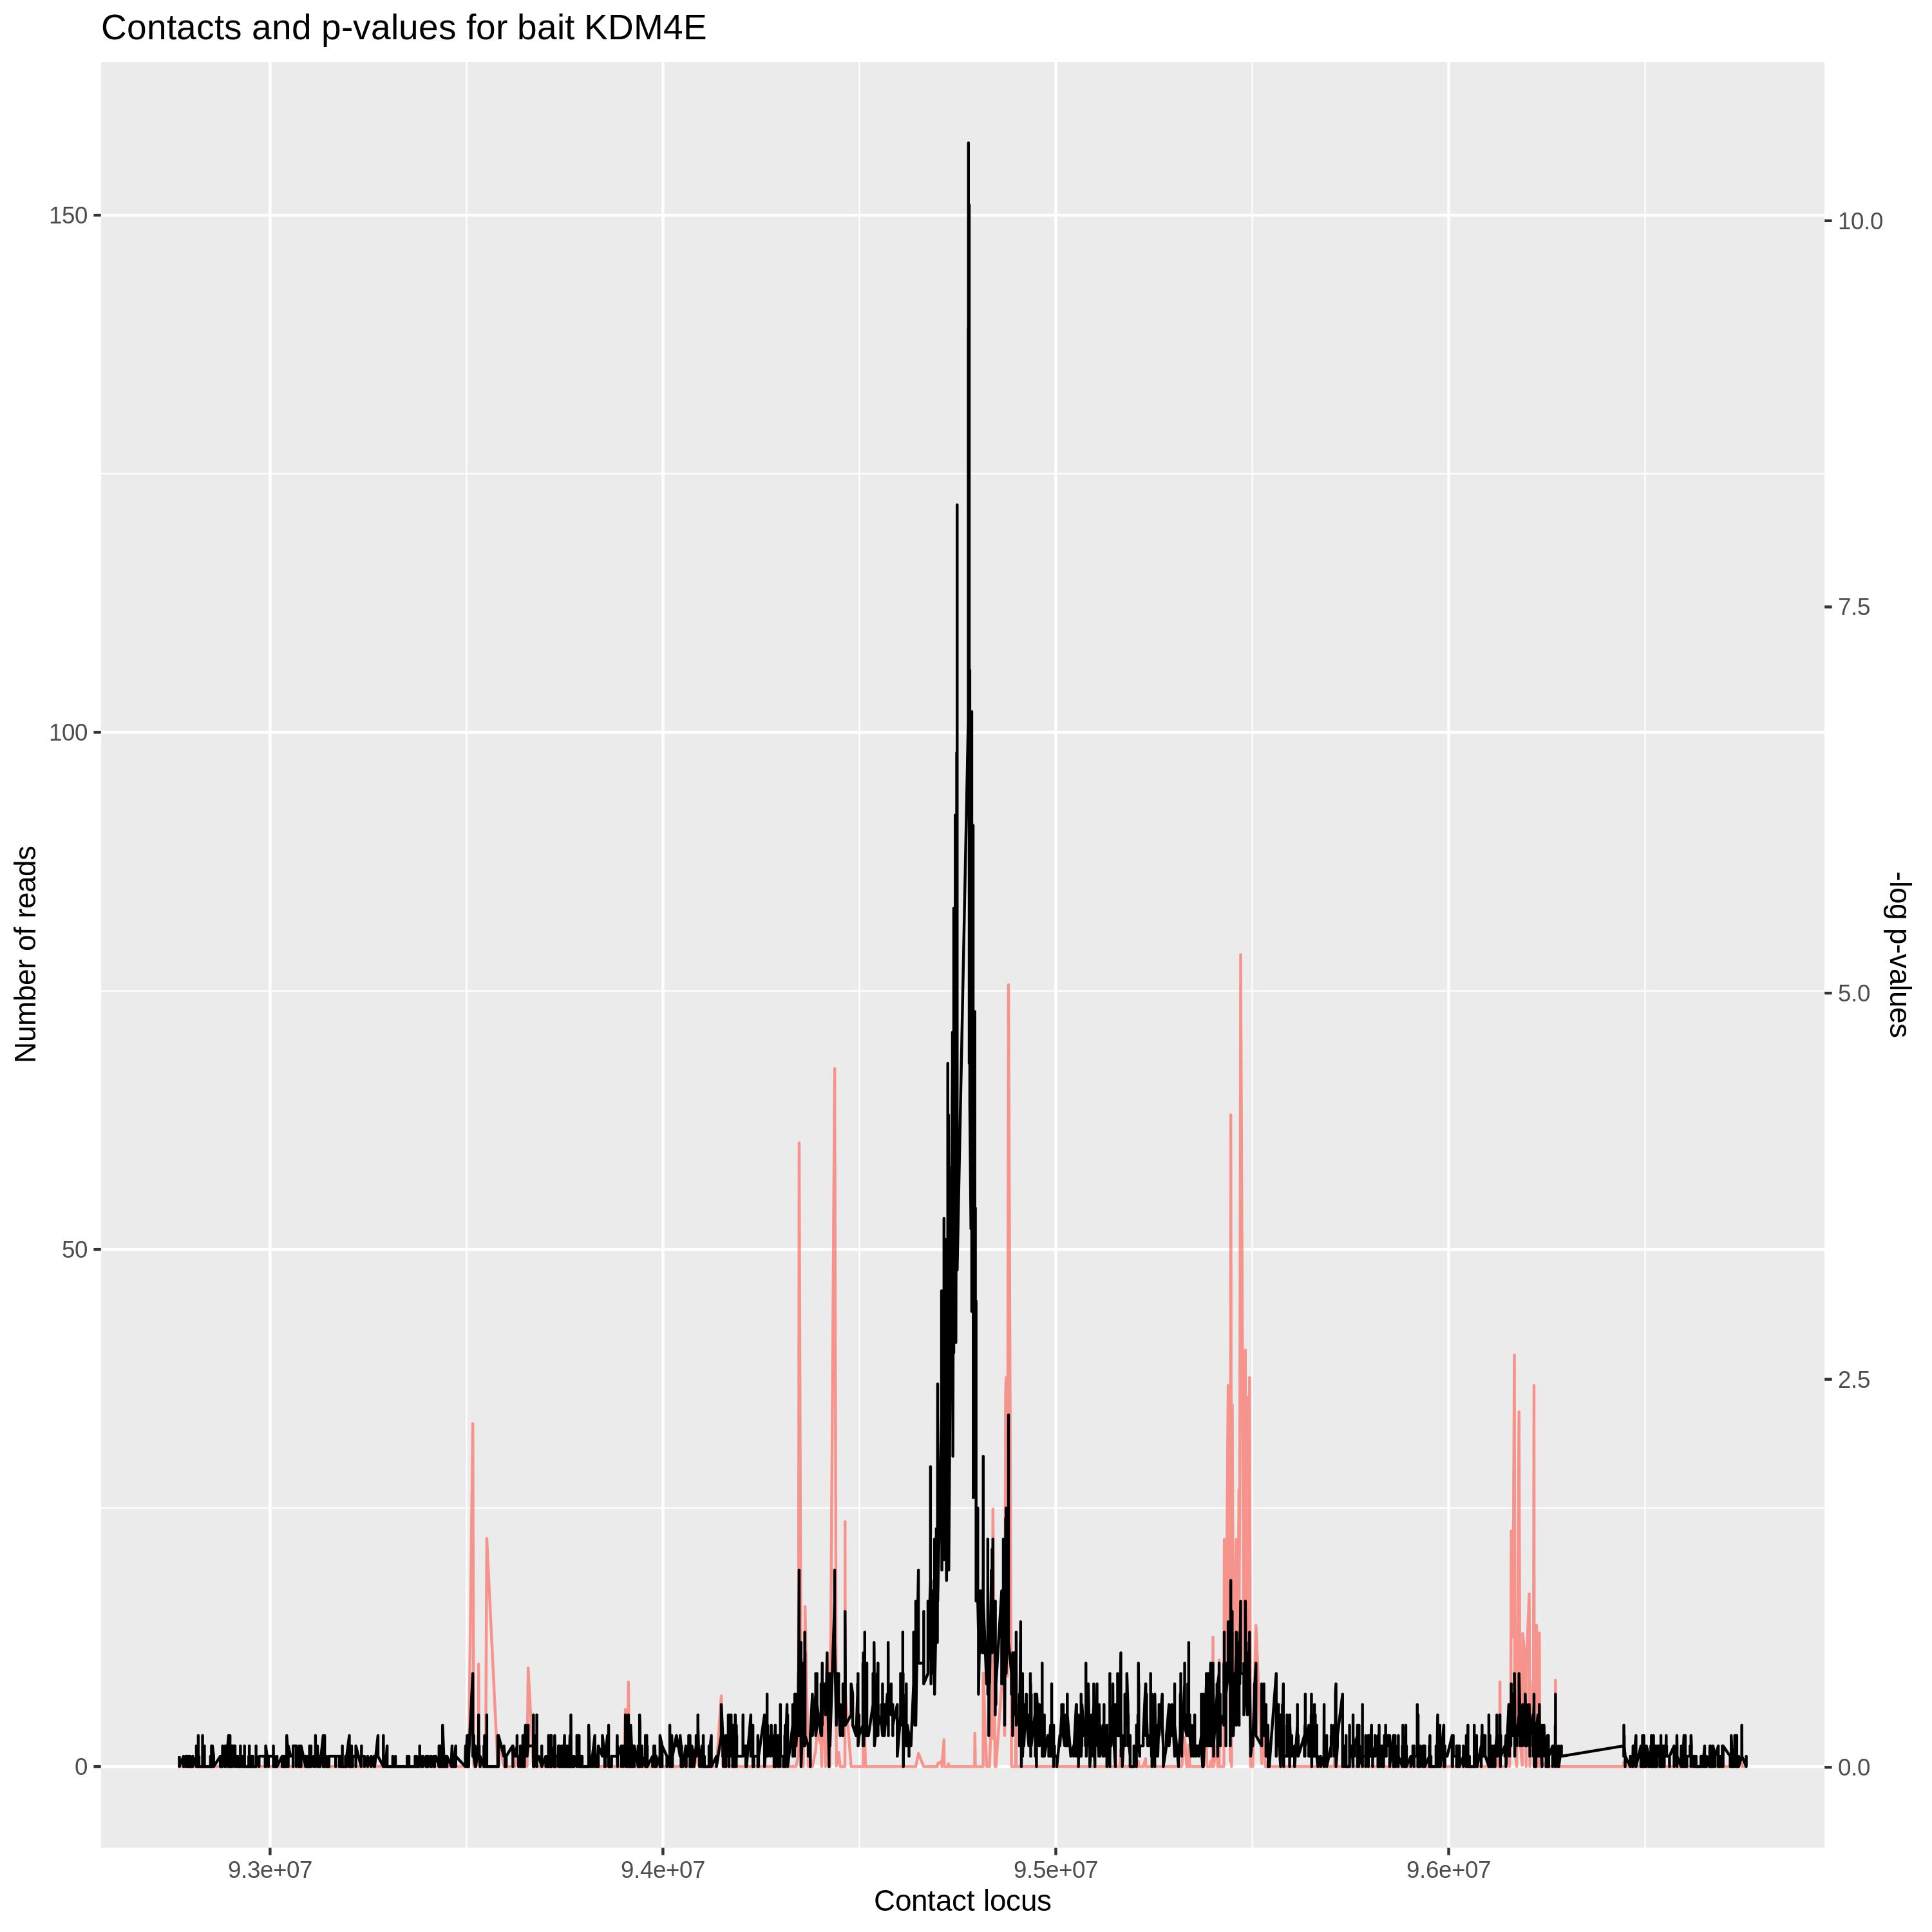 Contacts and p-values for bait KDM4E
150
100
50
0
Number of reads
10.0
7.5
5.0
2.5
0.0
-log p-values
9.3e+07
9.4e+07
9.5e+07
9.6e+07
Contact locus